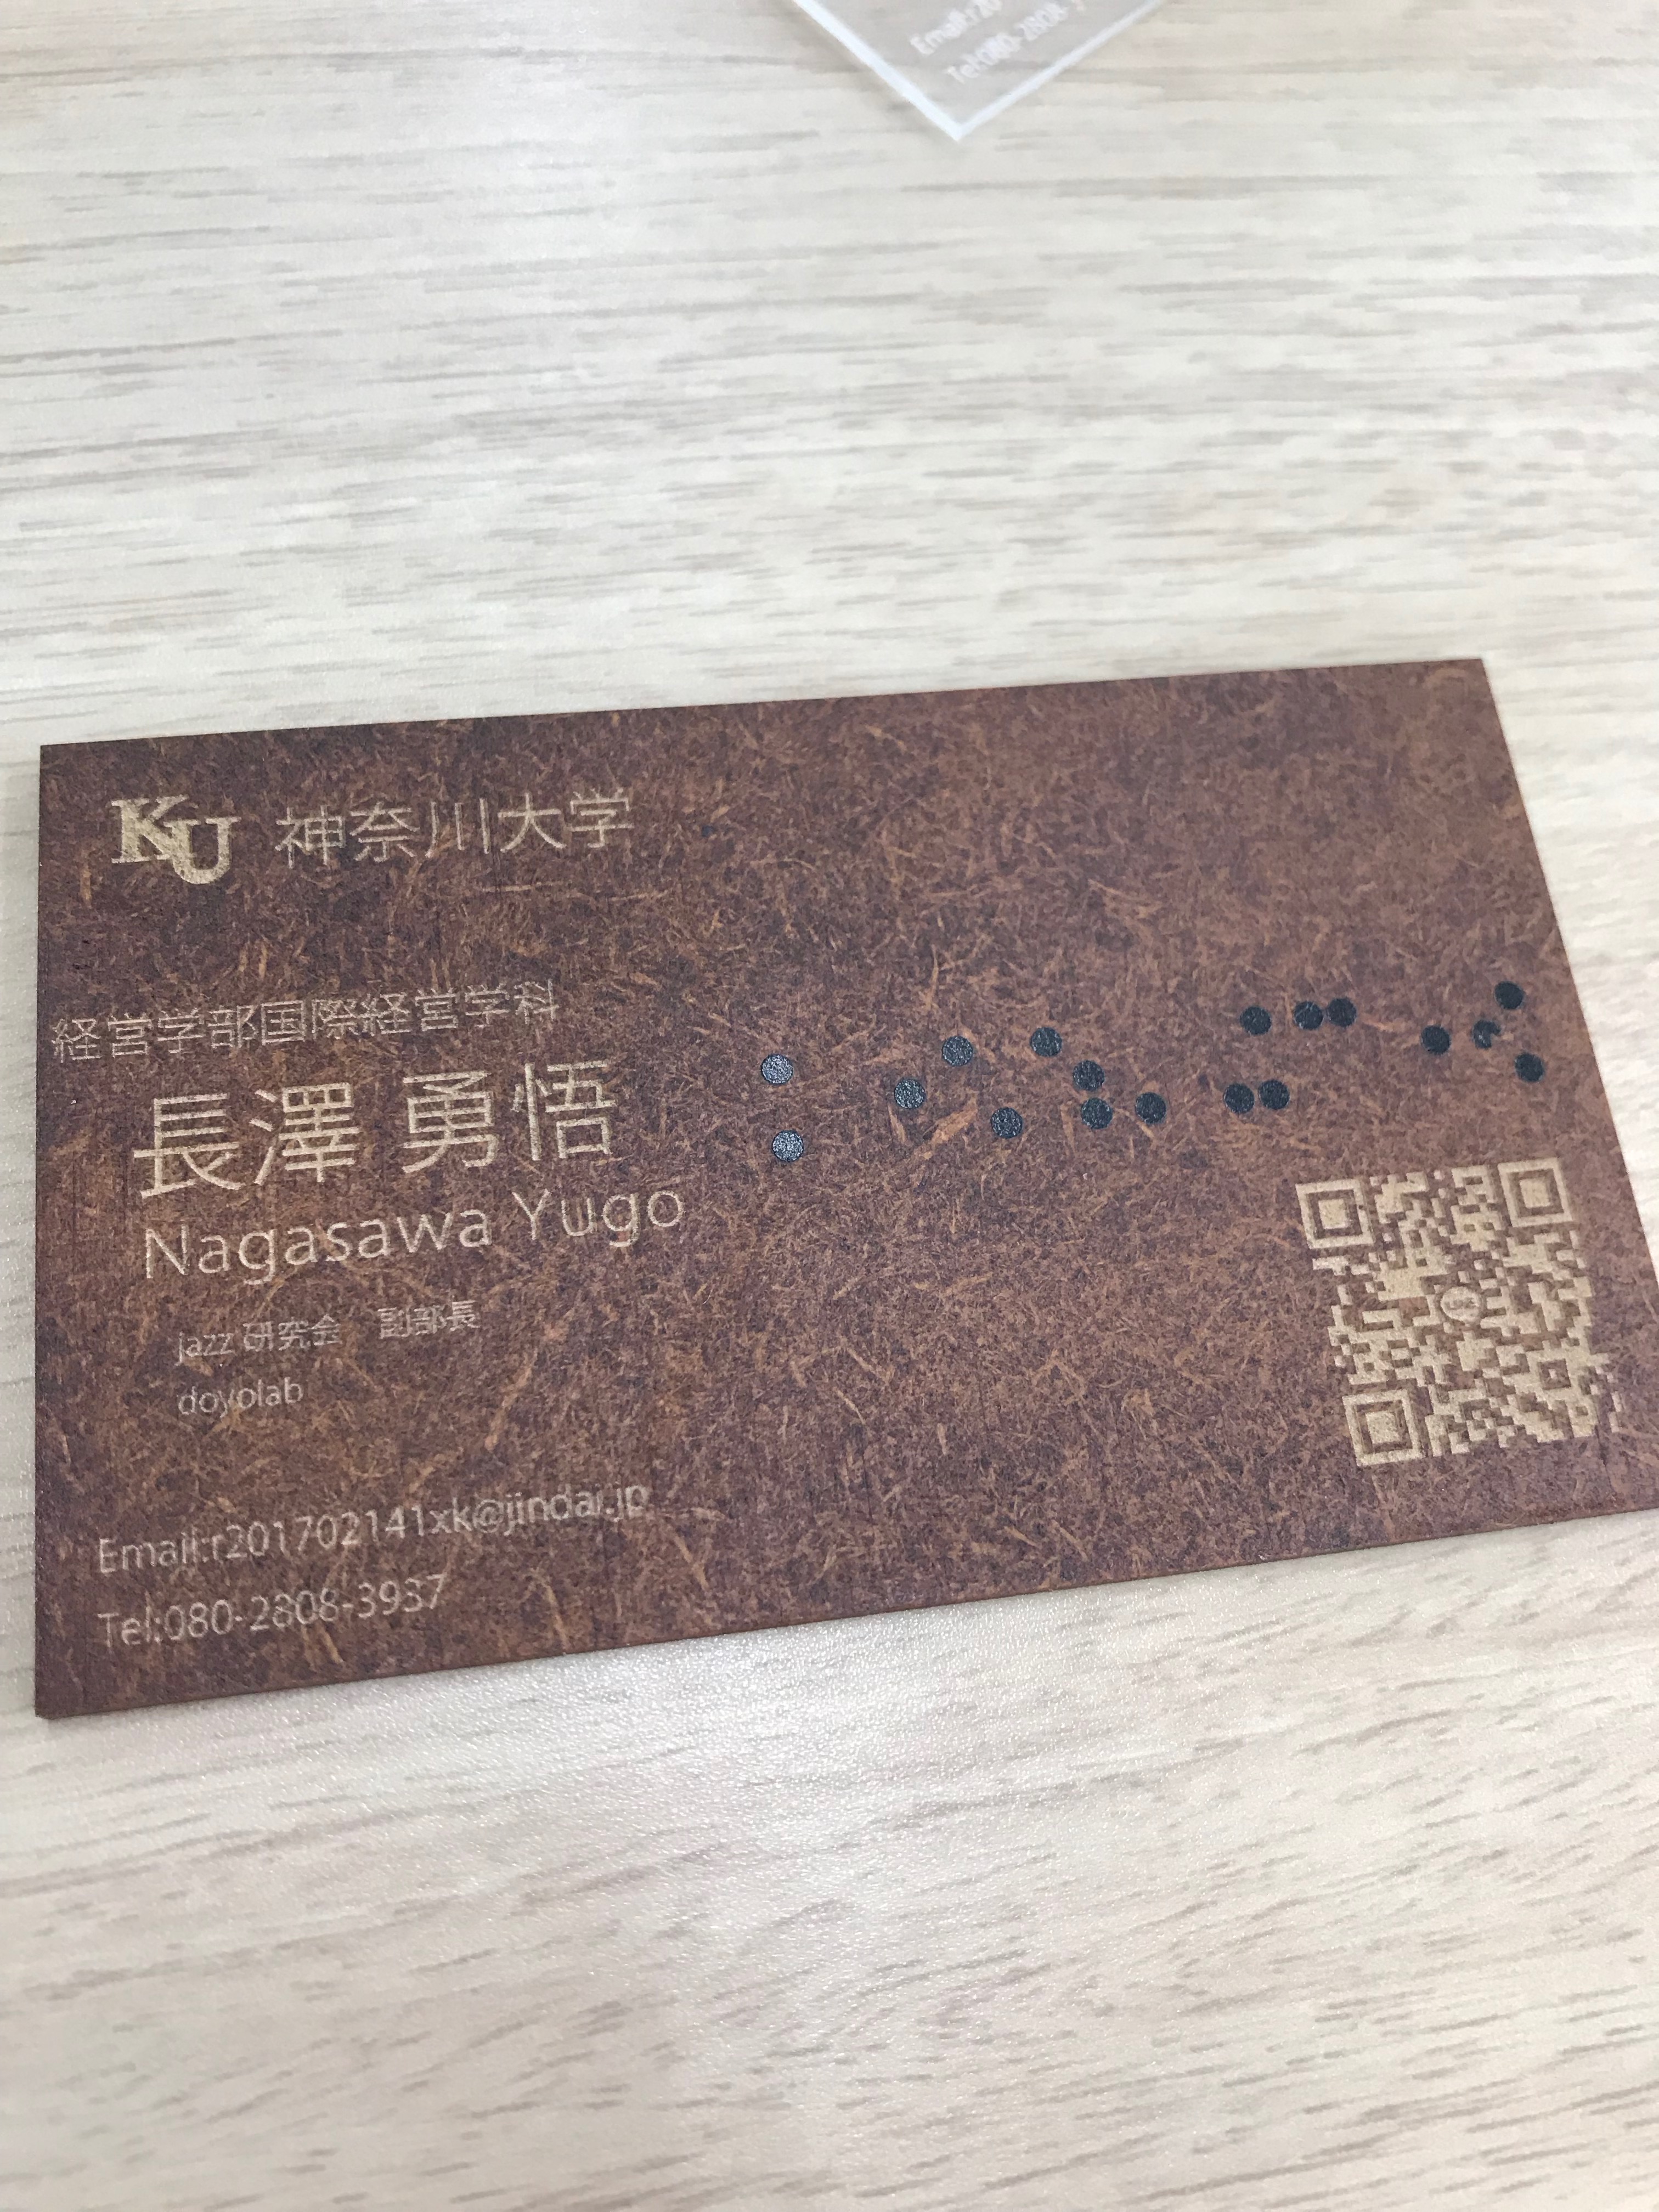 Email:r20
Tel:080-2808-3
KU 神奈川大学
経営学部国際経営学科
長澤 勇悟
Nagasawa Yugo
jazz 研究会 副部長
doyolab
Email:r201702141xk@jindai.jp
Tel:080-2808-3937